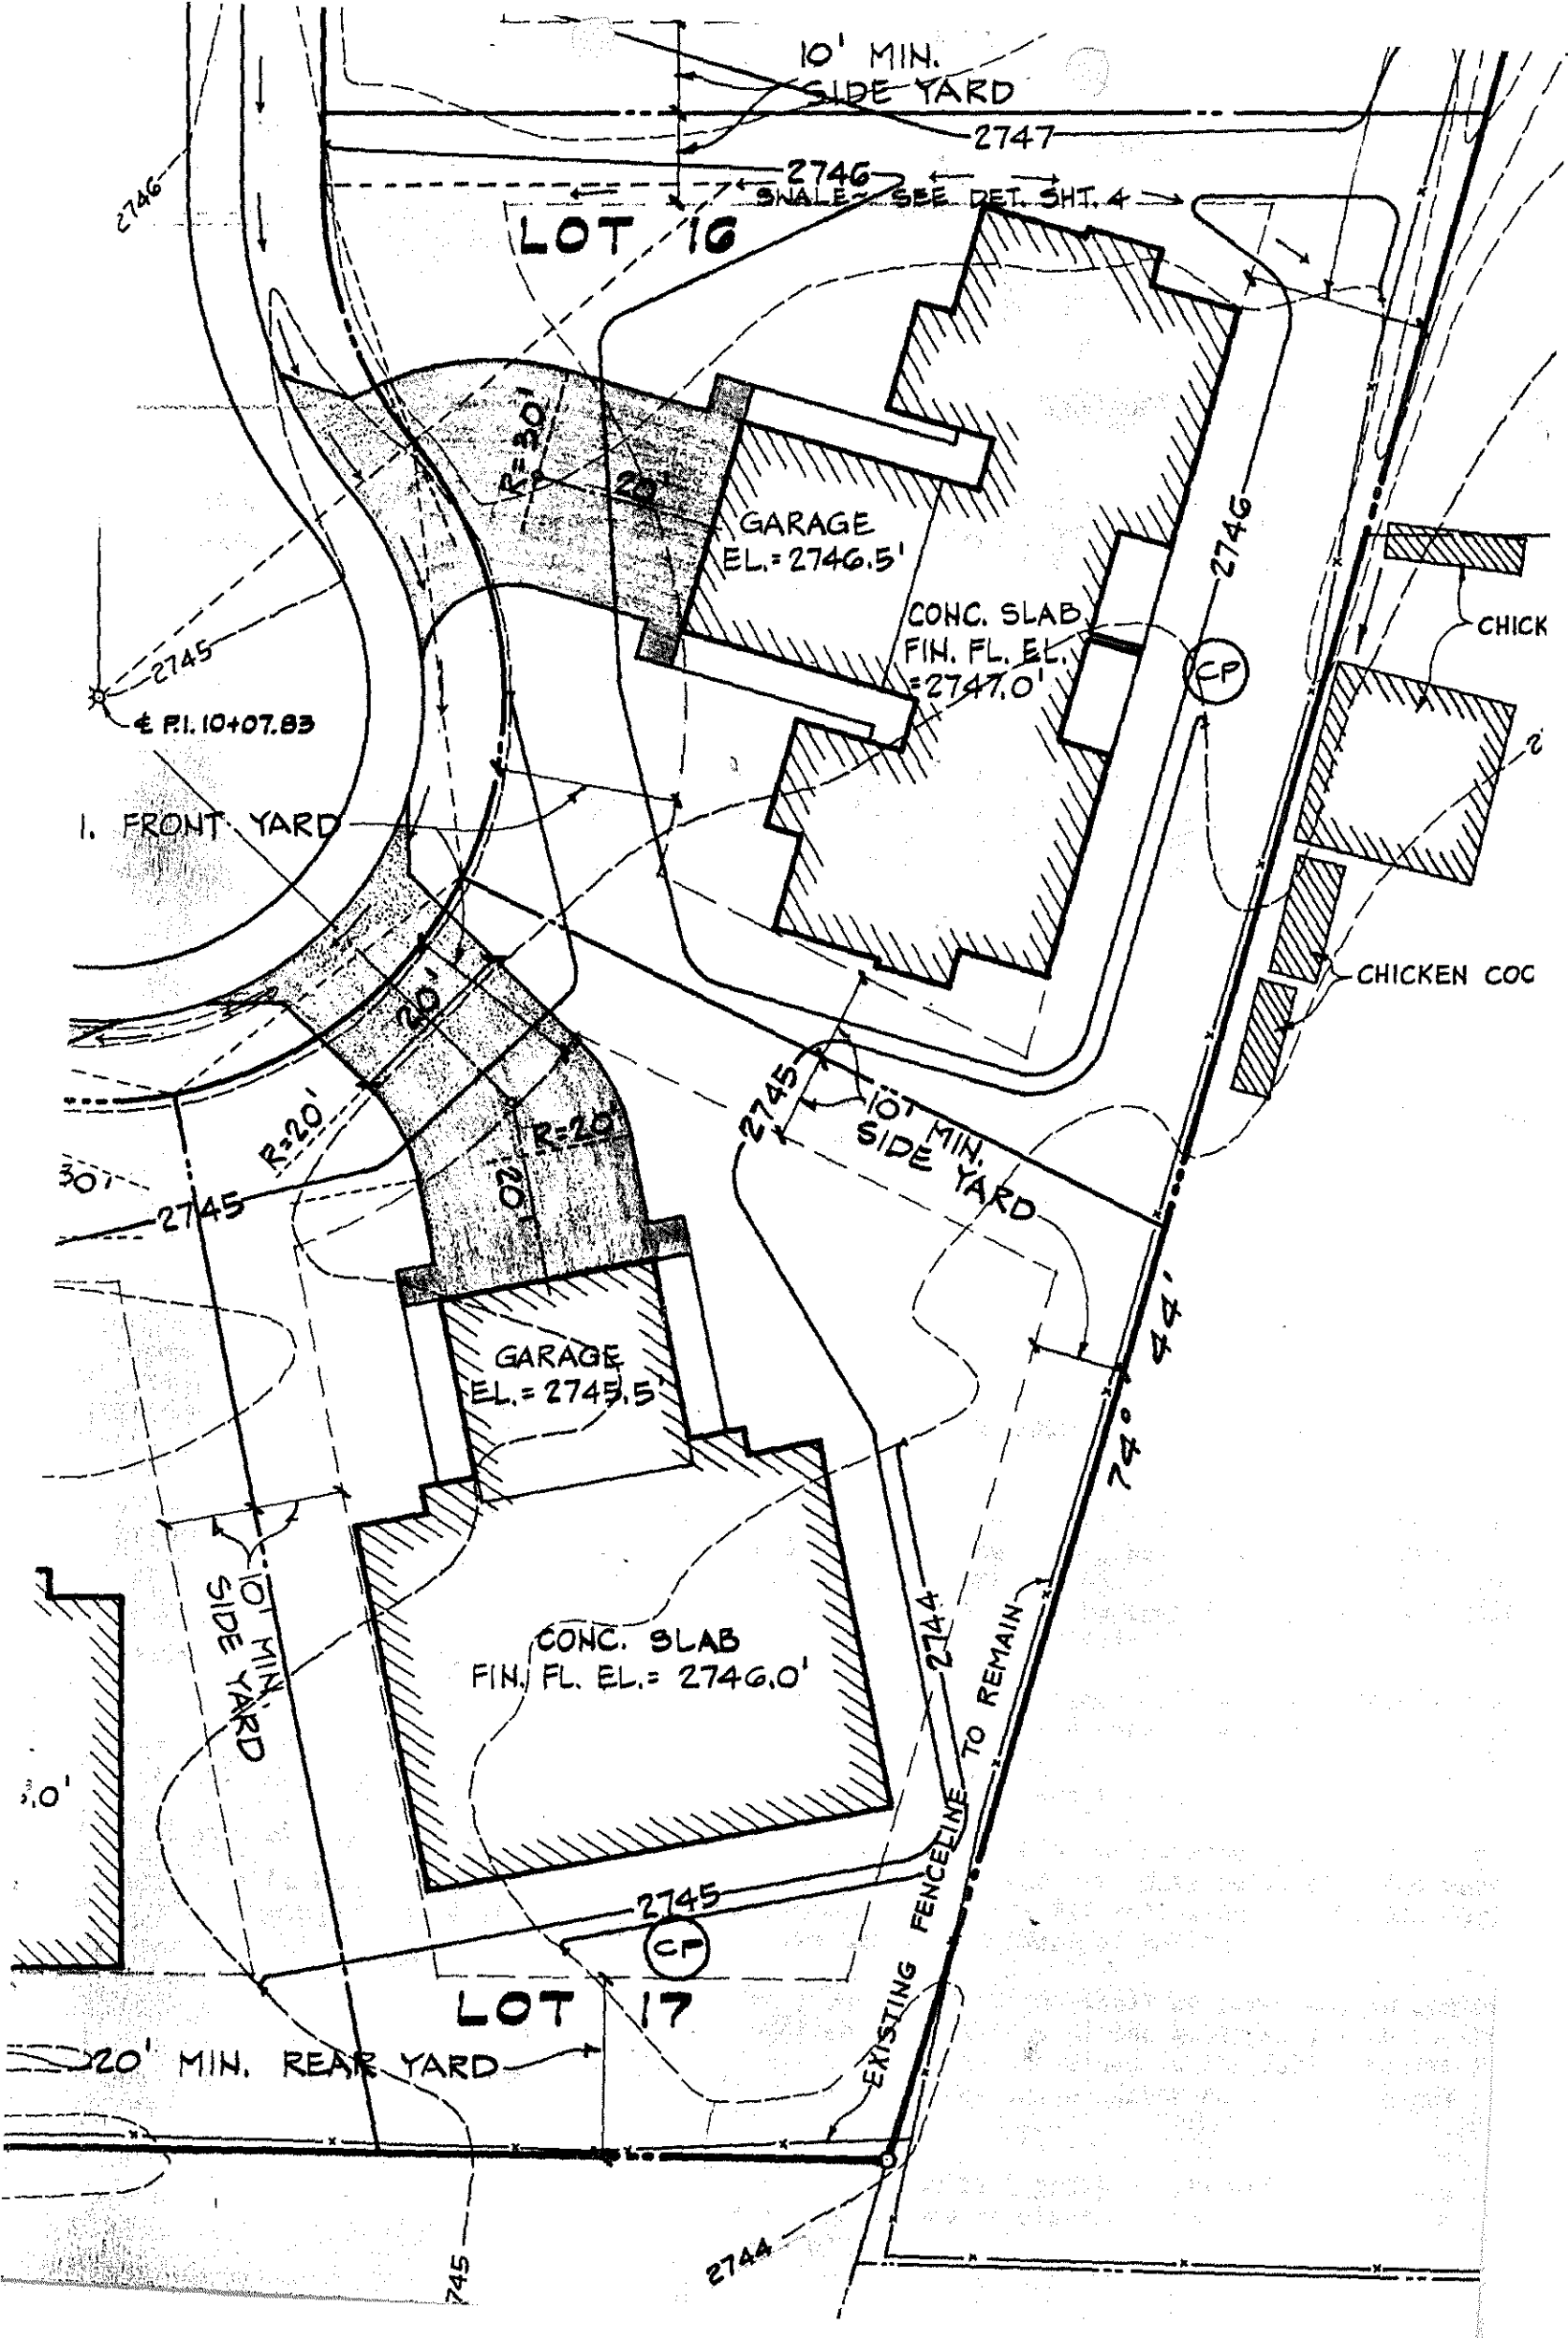 10' MIN.
SIDE YARD
2747
2746
2746
SWALE - SEE DET. SHT. 4
LOT 16
R=30'
20'
GARAGE
EL.= 2746.5'
2746
CONC. SLAB
FIN. FL. EL.
=2747.0'
CHICK
CP
2745
℄ P.I. 10+07.83
1. FRONT YARD
CHICKEN COO
20'
2745
10' MIN.
SIDE YARD
R=20'
R=20'
20'
30'
2745
44'
74°
GARAGE
EL.= 2745.5'
10' MIN.
SIDE YARD
CONC. SLAB
FIN. FL. EL.= 2746.0'
2744
EXISTING FENCELINE TO REMAIN
.0'
2745
CP
LOT 17
20' MIN. REAR YARD
2744
745